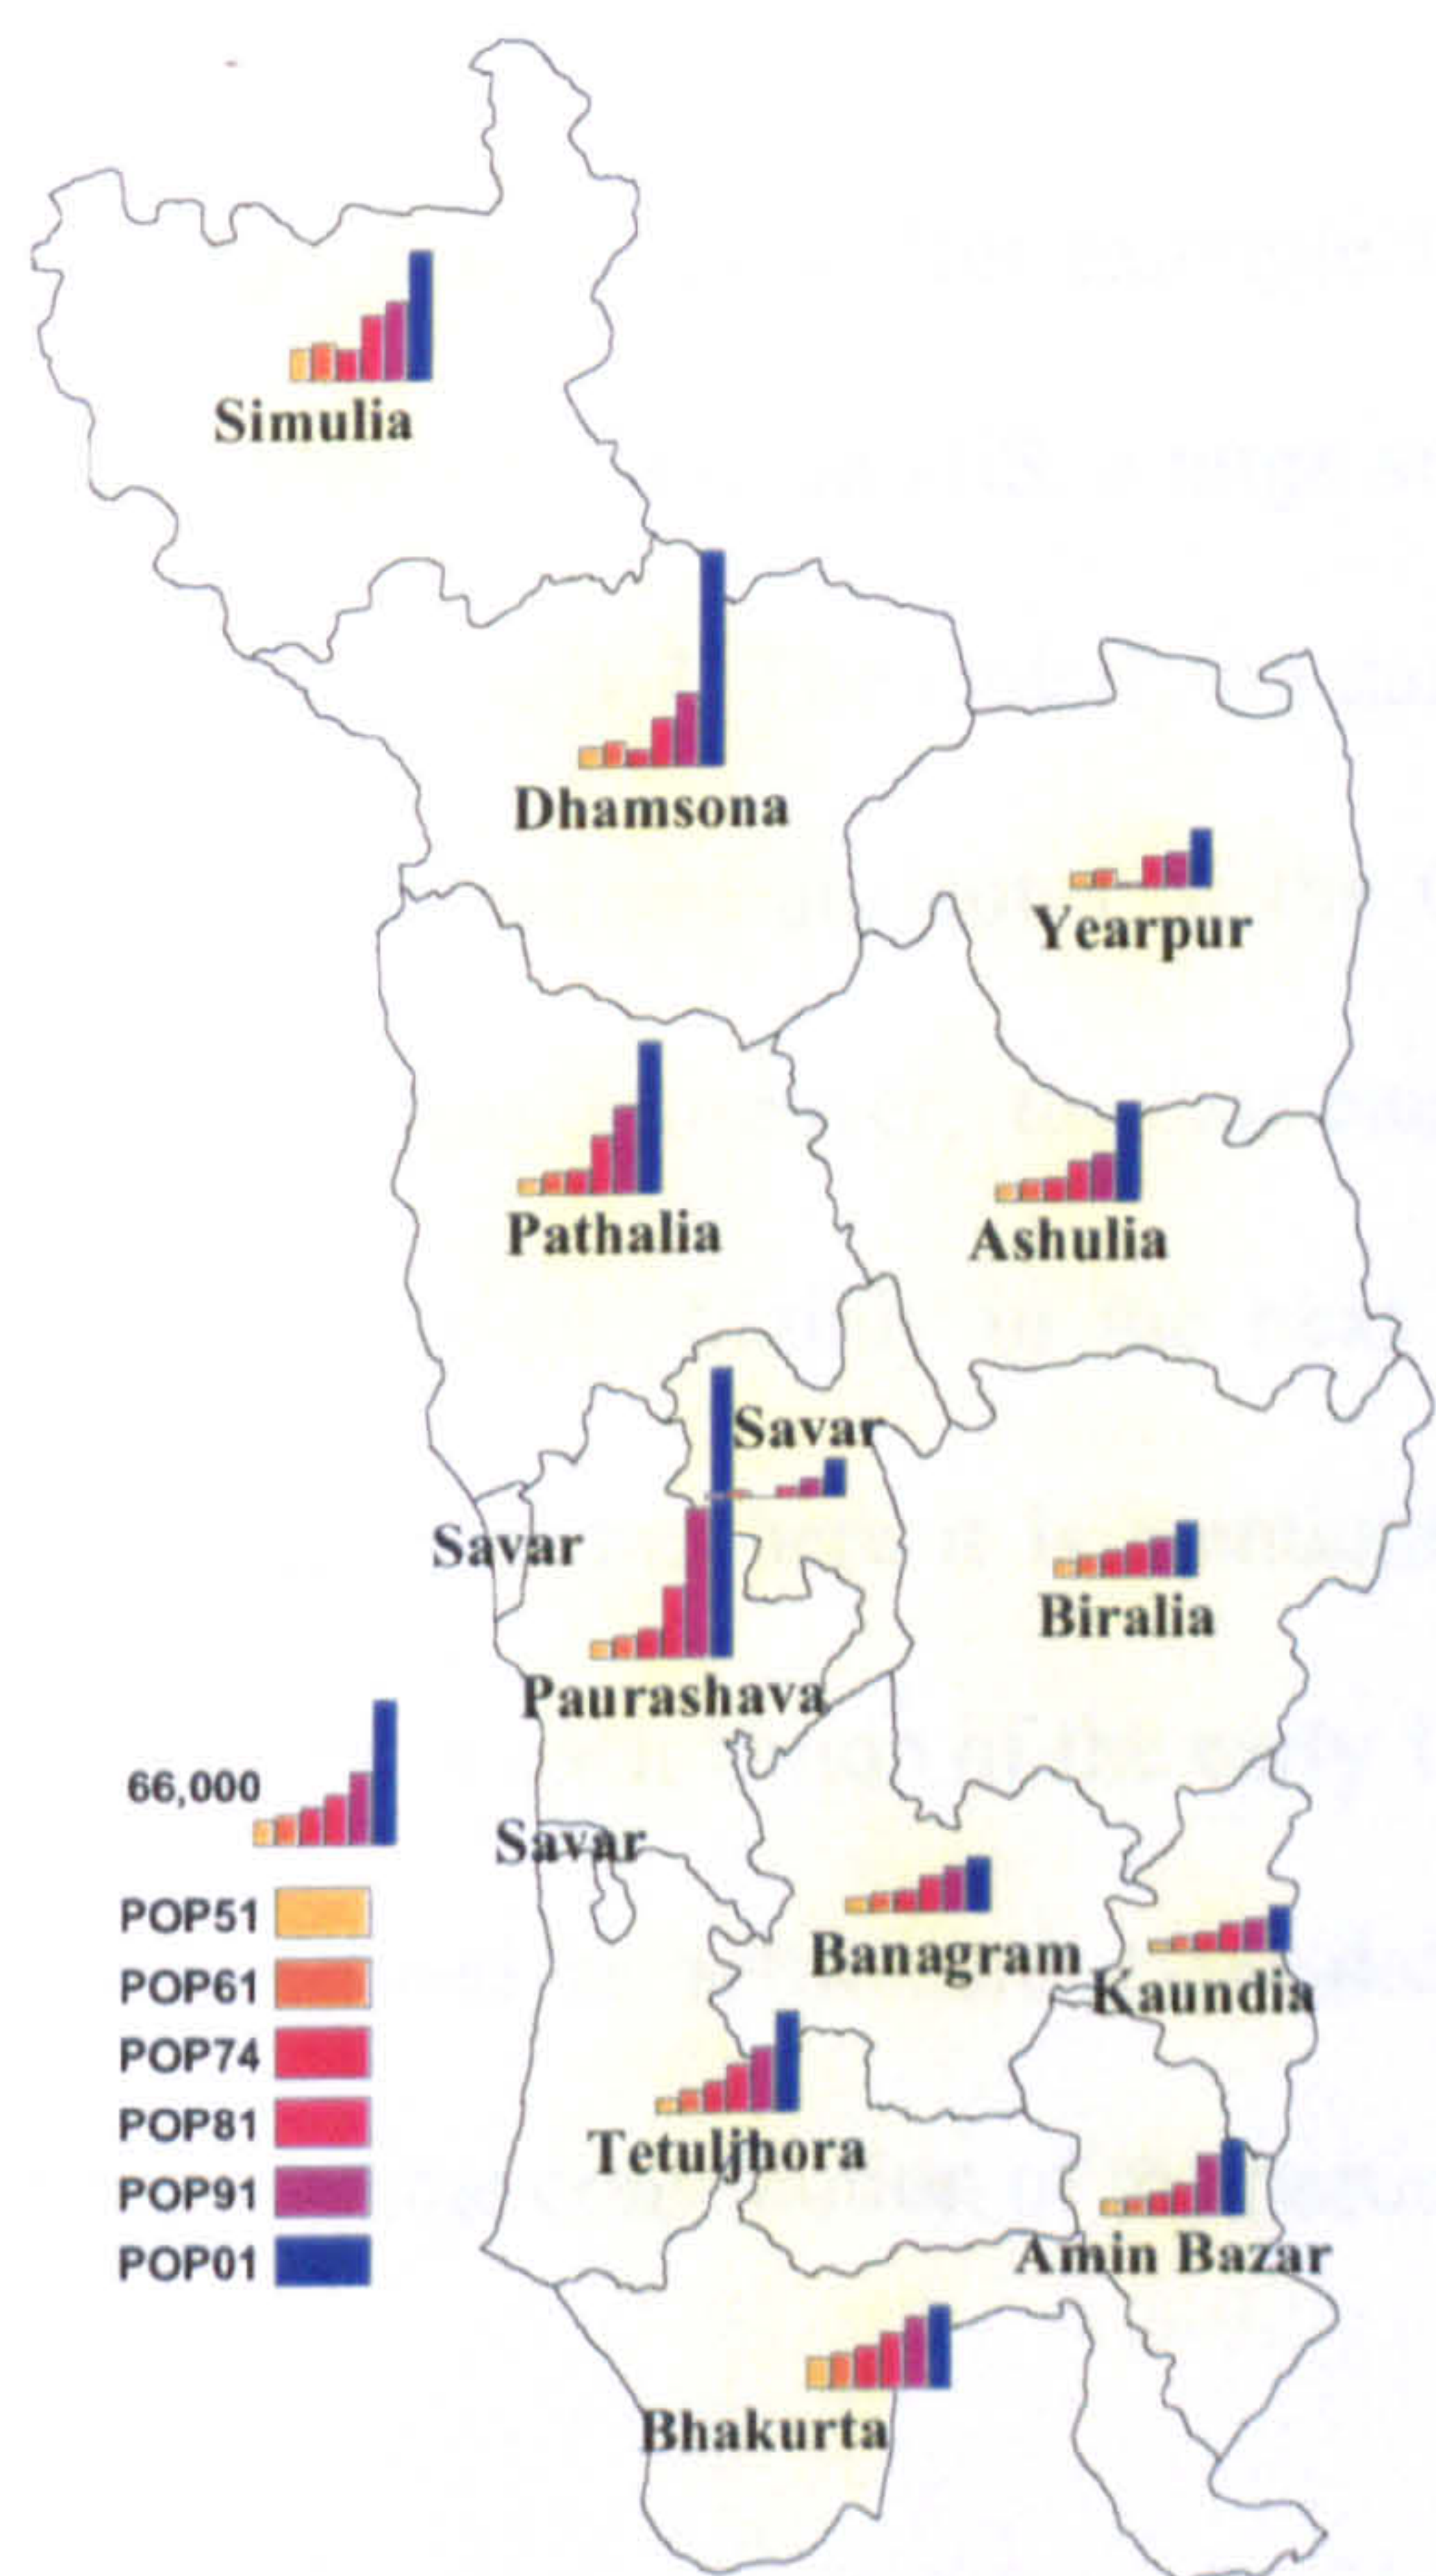 Simulia
Dhamsona
Yearpur
Pathalia
Ashulia
Savar
Savar
Biralia
Paurashava
66,000
Savar
POP51
POP61
POP74
POP81
POP91
POP01
Banagram
Kaundia
Tetuljhora
Amin Bazar
Bhakurta